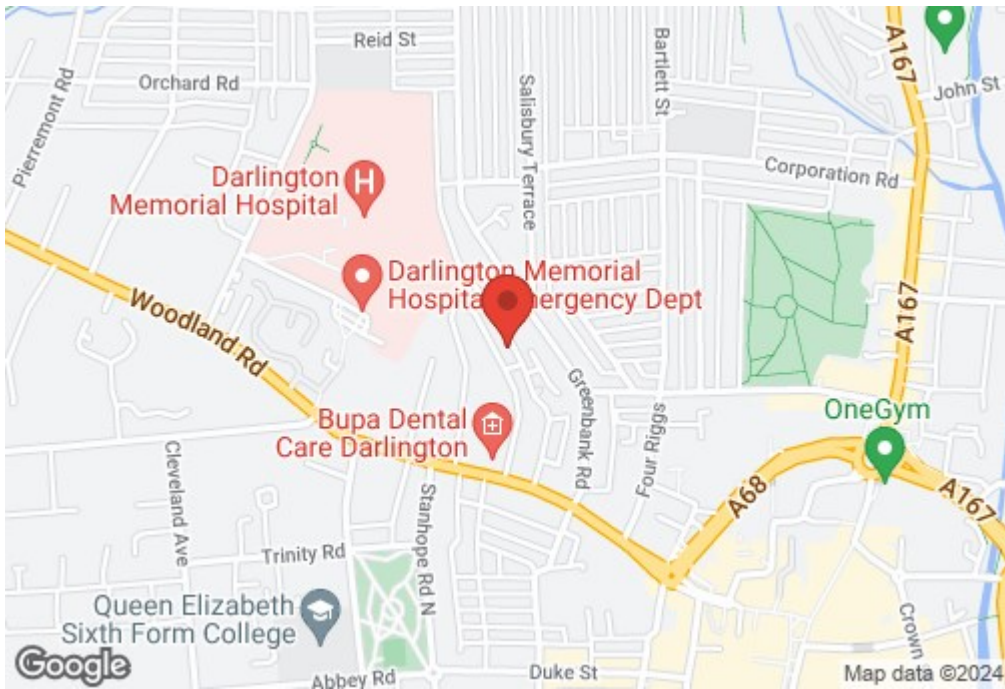 Reid St
Orchard Rd
Pierremont Rd
Salisbury Terrace
Bartlett St
A167
John St
Corporation Rd
Darlington
Memorial Hospital
H
Darlington Memorial
Hospital Emergency Dept
A167
Woodland Rd
Bupa Dental
Care Darlington
Greenbank Rd
Four Riggs
OneGym
A68
A167
Cleveland Ave
Stanhope Rd N
Trinity Rd
Queen Elizabeth
Sixth Form College
Crown
Abbey Rd
Duke St
Google
Map data ©2024